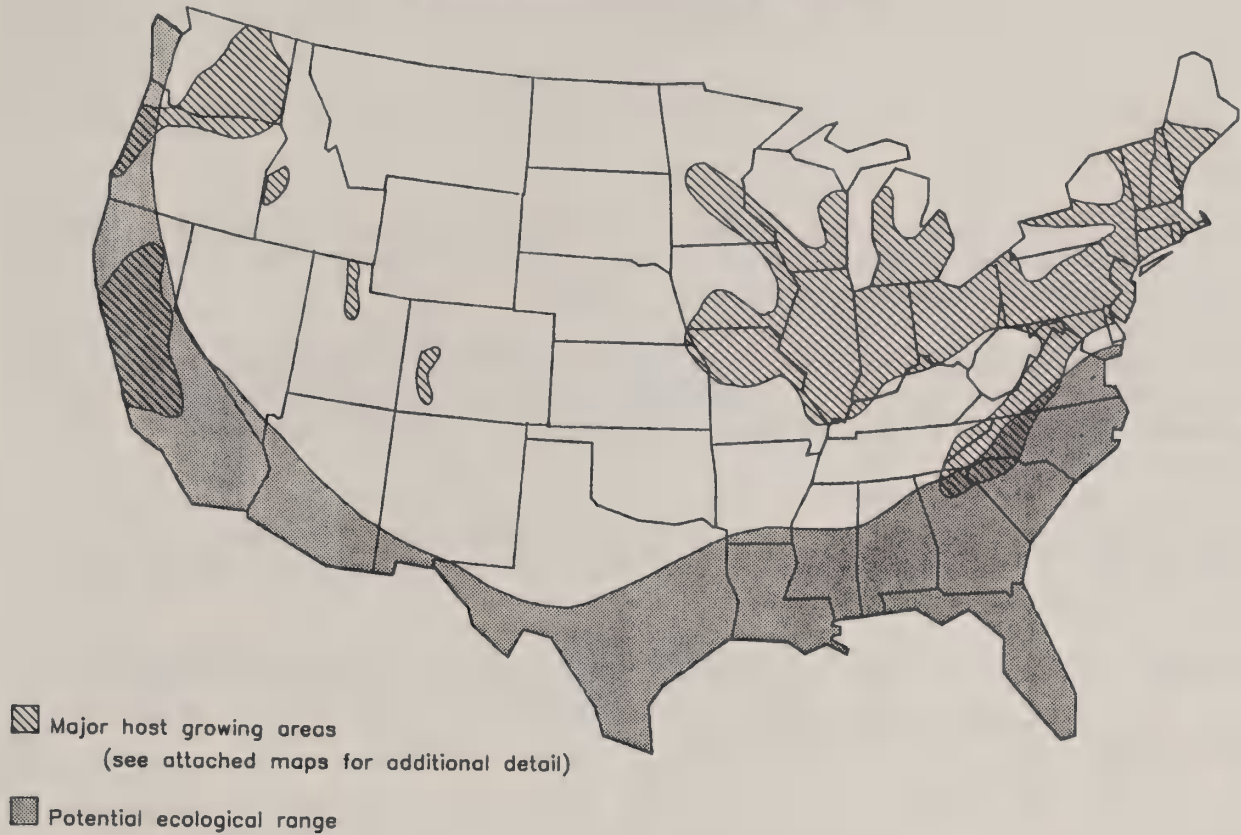 Major host growing areas
(see attached maps for additional detail)
Potential ecological range